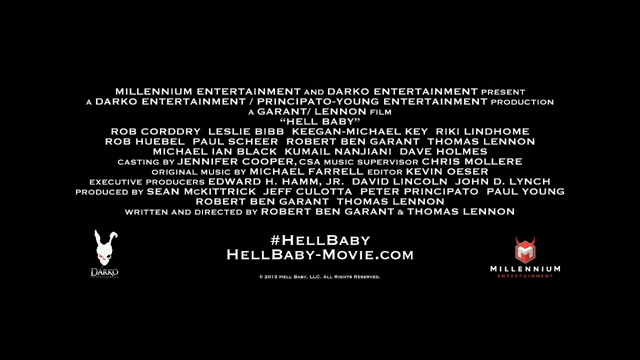 MILLENNIUM ENTERTAINMENT AND DARKO ENTERTAINMENT PRESENT
A DARKO ENTERTAINMENT / PRINCIPATO-YOUNG ENTERTAINMENT PRODUCTION
A GARANT/ LENNON FILM
“HELL BABY”
ROB CORDDRY LESLIE BIBB KEEGAN-MICHAEL KEY RIKI LINDHOME
ROB HUEBEL PAUL SCHEER ROBERT BEN GARANT THOMAS LENNON
MICHAEL IAN BLACK KUMAIL NANJIANI DAVE HOLMES
CASTING BY JENNIFER COOPER, CSA MUSIC SUPERVISOR CHRIS MOLLERE
ORIGINAL MUSIC BY MICHAEL FARRELL EDITOR KEVIN OESER
EXECUTIVE PRODUCERS EDWARD H. HAMM, JR. DAVID LINCOLN JOHN D. LYNCH
PRODUCED BY SEAN MCKITTRICK JEFF CULOTTA PETER PRINCIPATO PAUL YOUNG
ROBERT BEN GARANT THOMAS LENNON
WRITTEN AND DIRECTED BY ROBERT BEN GARANT & THOMAS LENNON
#HELLBABY
HELLBABY-MOVIE.COM
DARKO
MILLENNIUM
ENTERTAINMENT
© 2013 HELL BABY, LLC. ALL RIGHTS RESERVED.